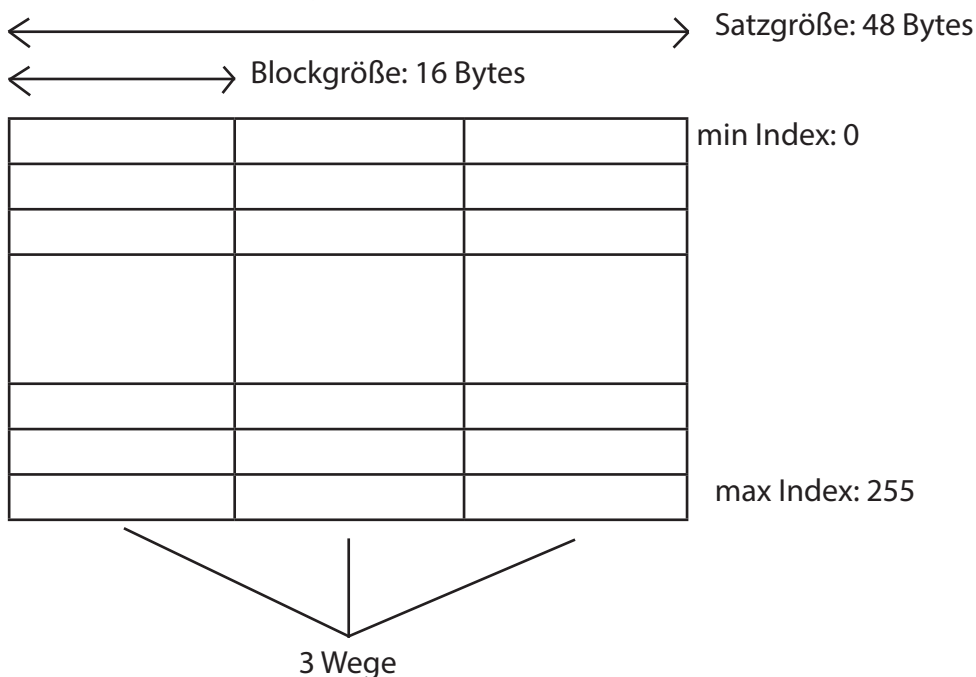 Satzgröße: 48 Bytes
Blockgröße: 16 Bytes
min Index: 0
max Index: 255
3 Wege